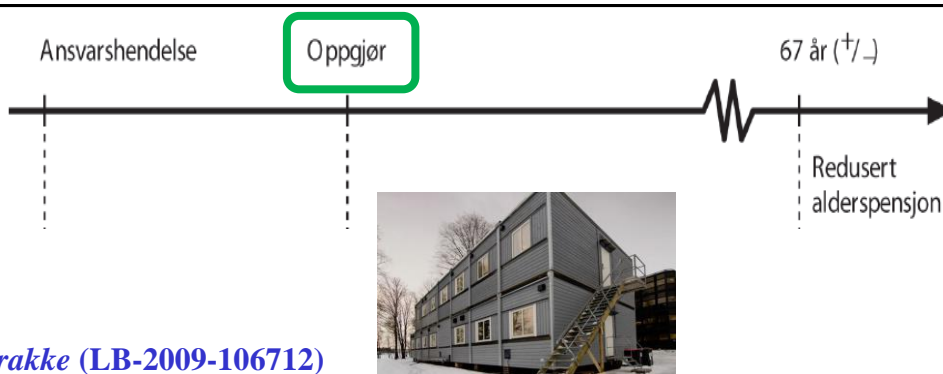 Ansvarshendelse
Oppgjør
67 år (+/−)
Redusert
alderspensjon
rakke (LB-2009-106712)